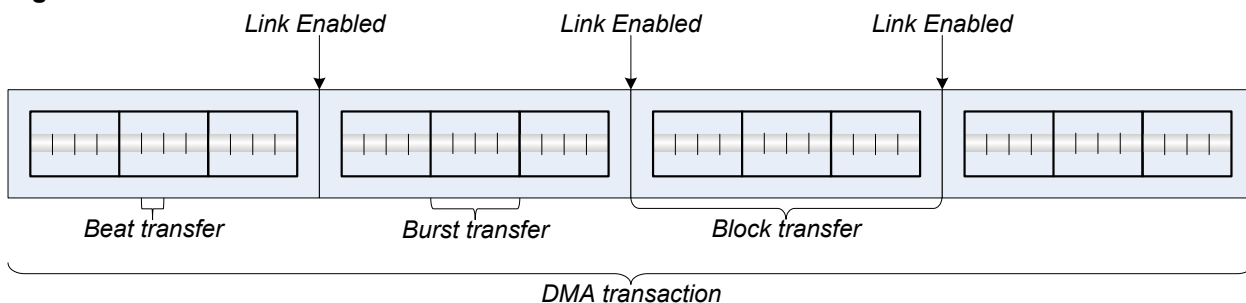 Link Enabled Link Enabled Link Enabled
Beat transfer Burst transfer Block transfer
DMA transaction